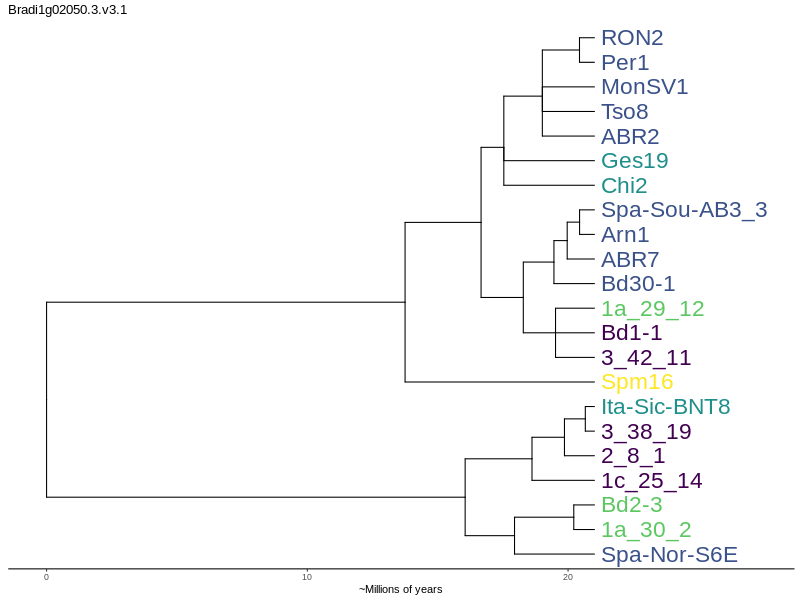 Bradi1g02050.3.v3.1
RON2
Per1
MonSV1
Tso8
ABR2
Ges19
Chi2
Spa-Sou-AB3_3
Arn1
ABR7
Bd30-1
1a_29_12
Bd1-1
3_42_11
Spm16
Ita-Sic-BNT8
3_38_19
2_8_1
1c_25_14
Bd2-3
1a_30_2
Spa-Nor-S6E
0 10 20
~Millions of years